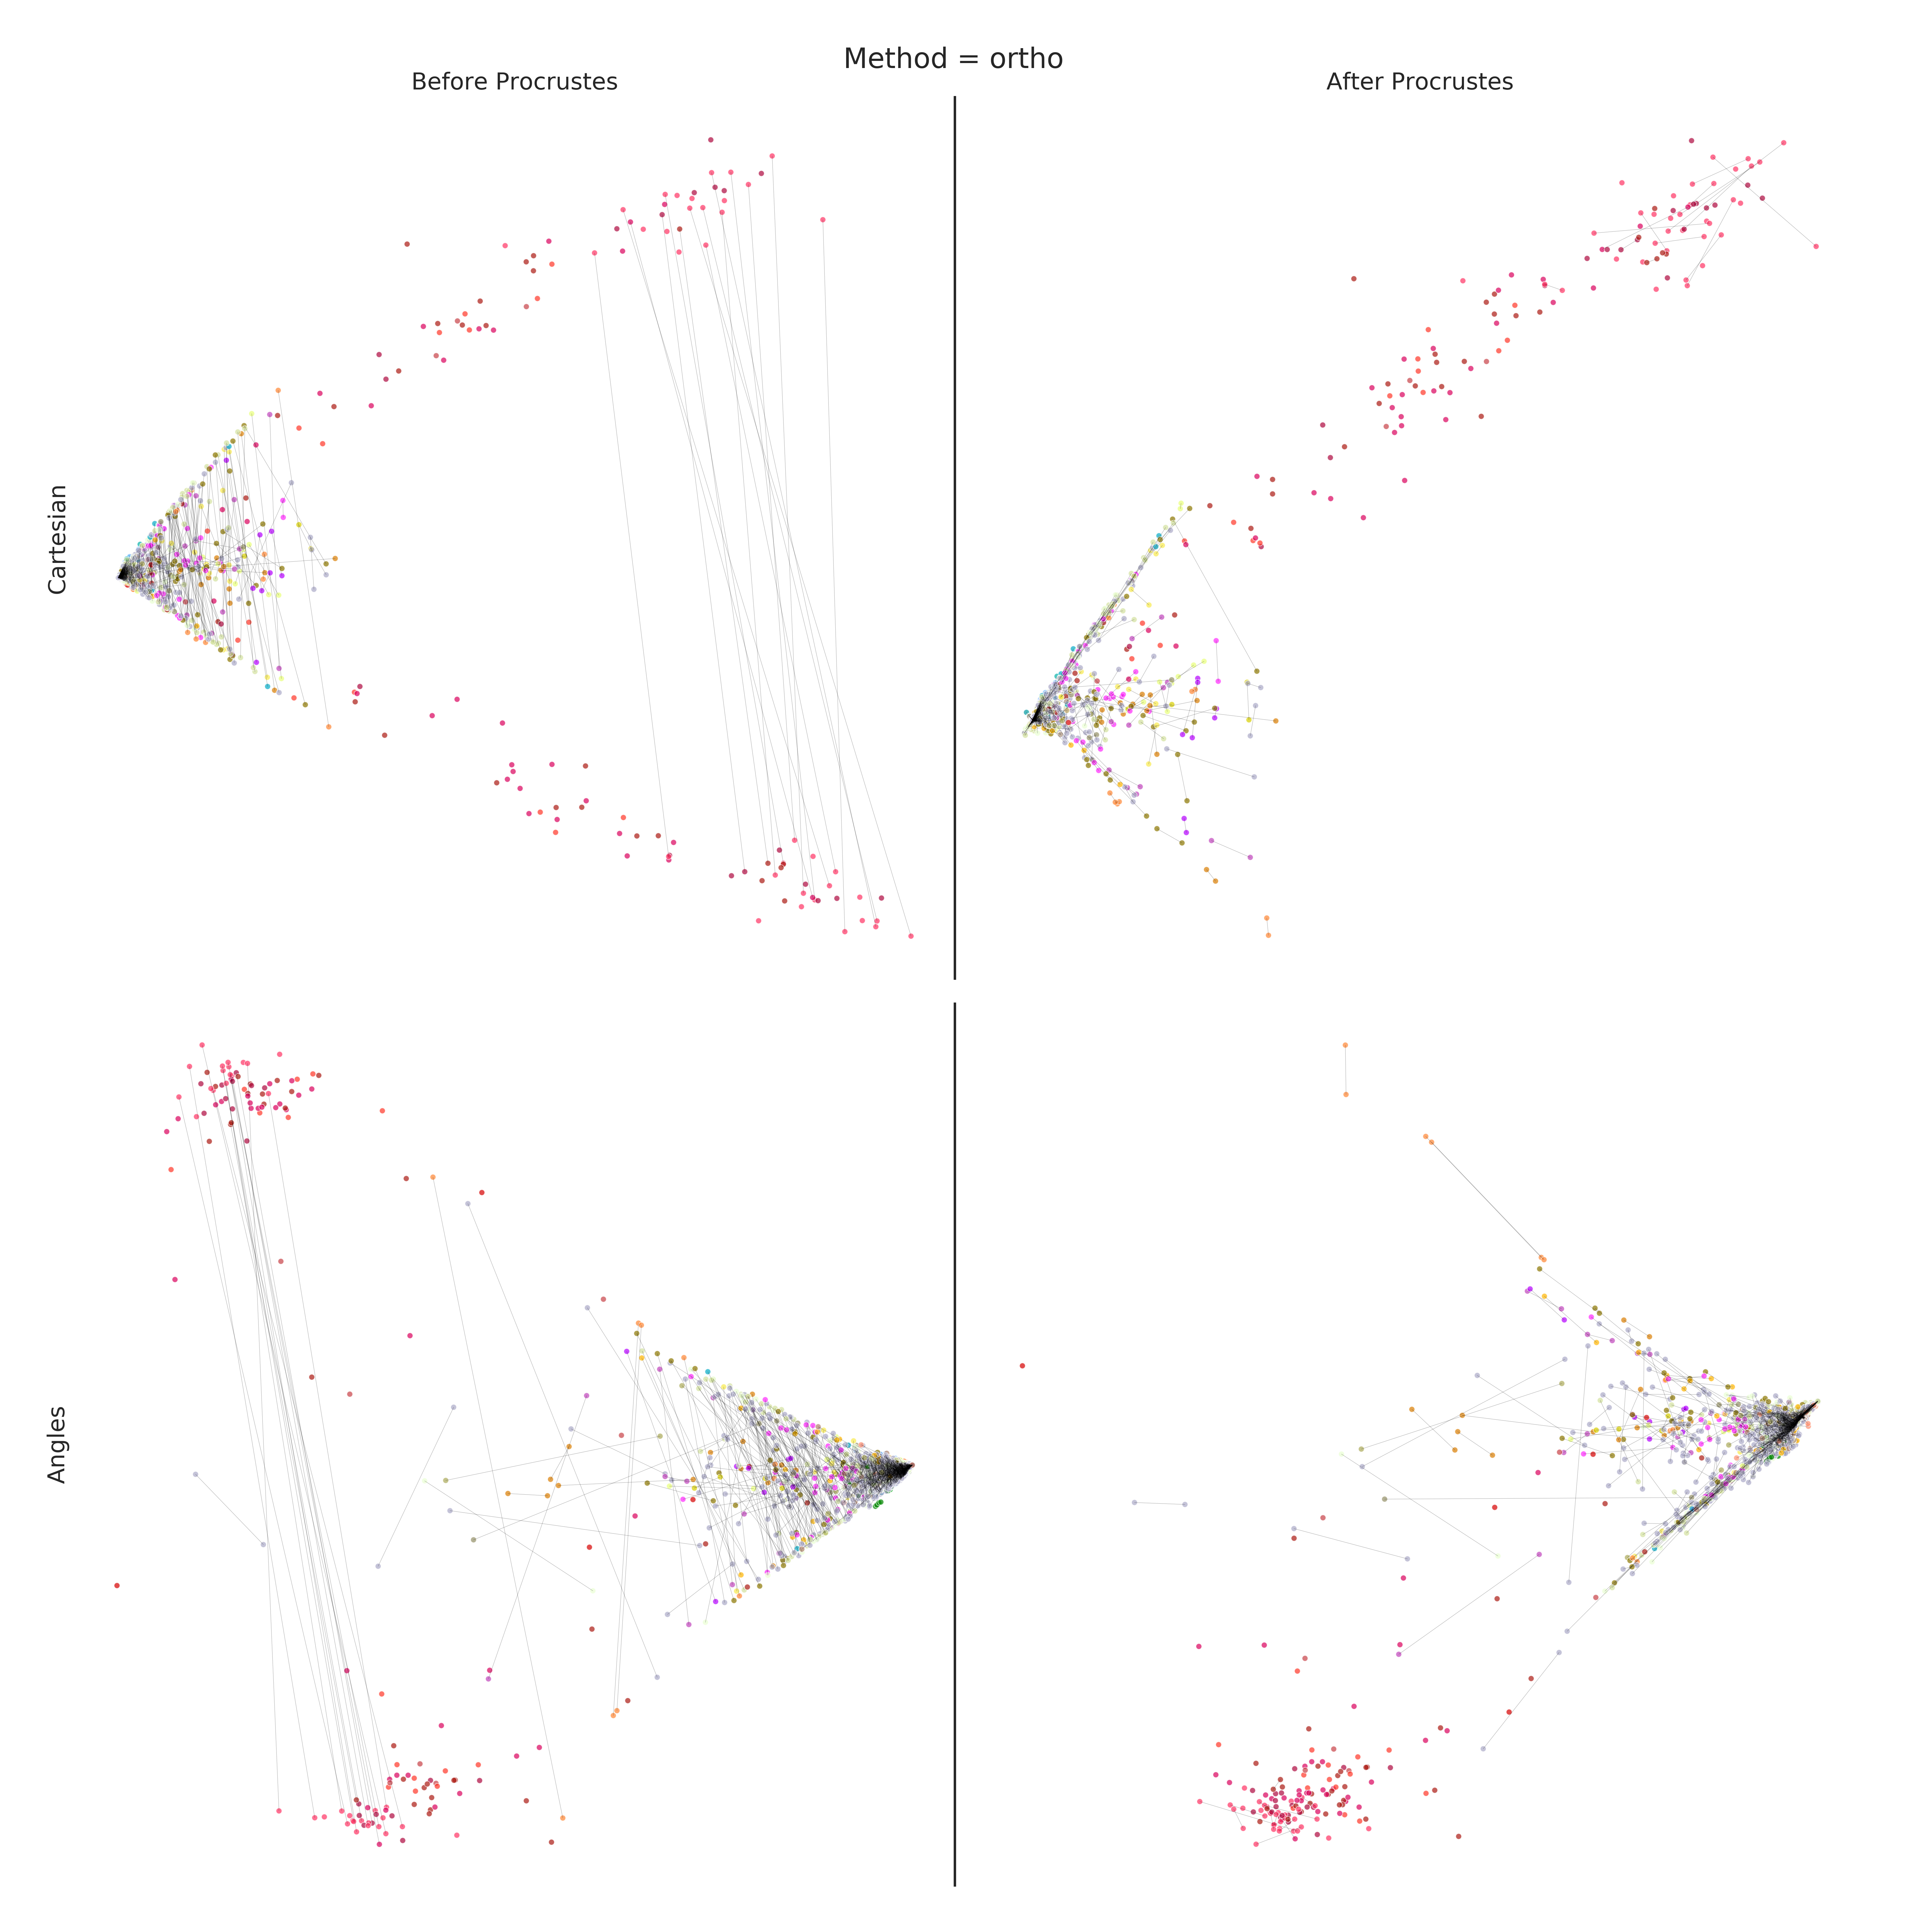 Method = ortho
Before Procrustes
After Procrustes
Cartesian
Angles